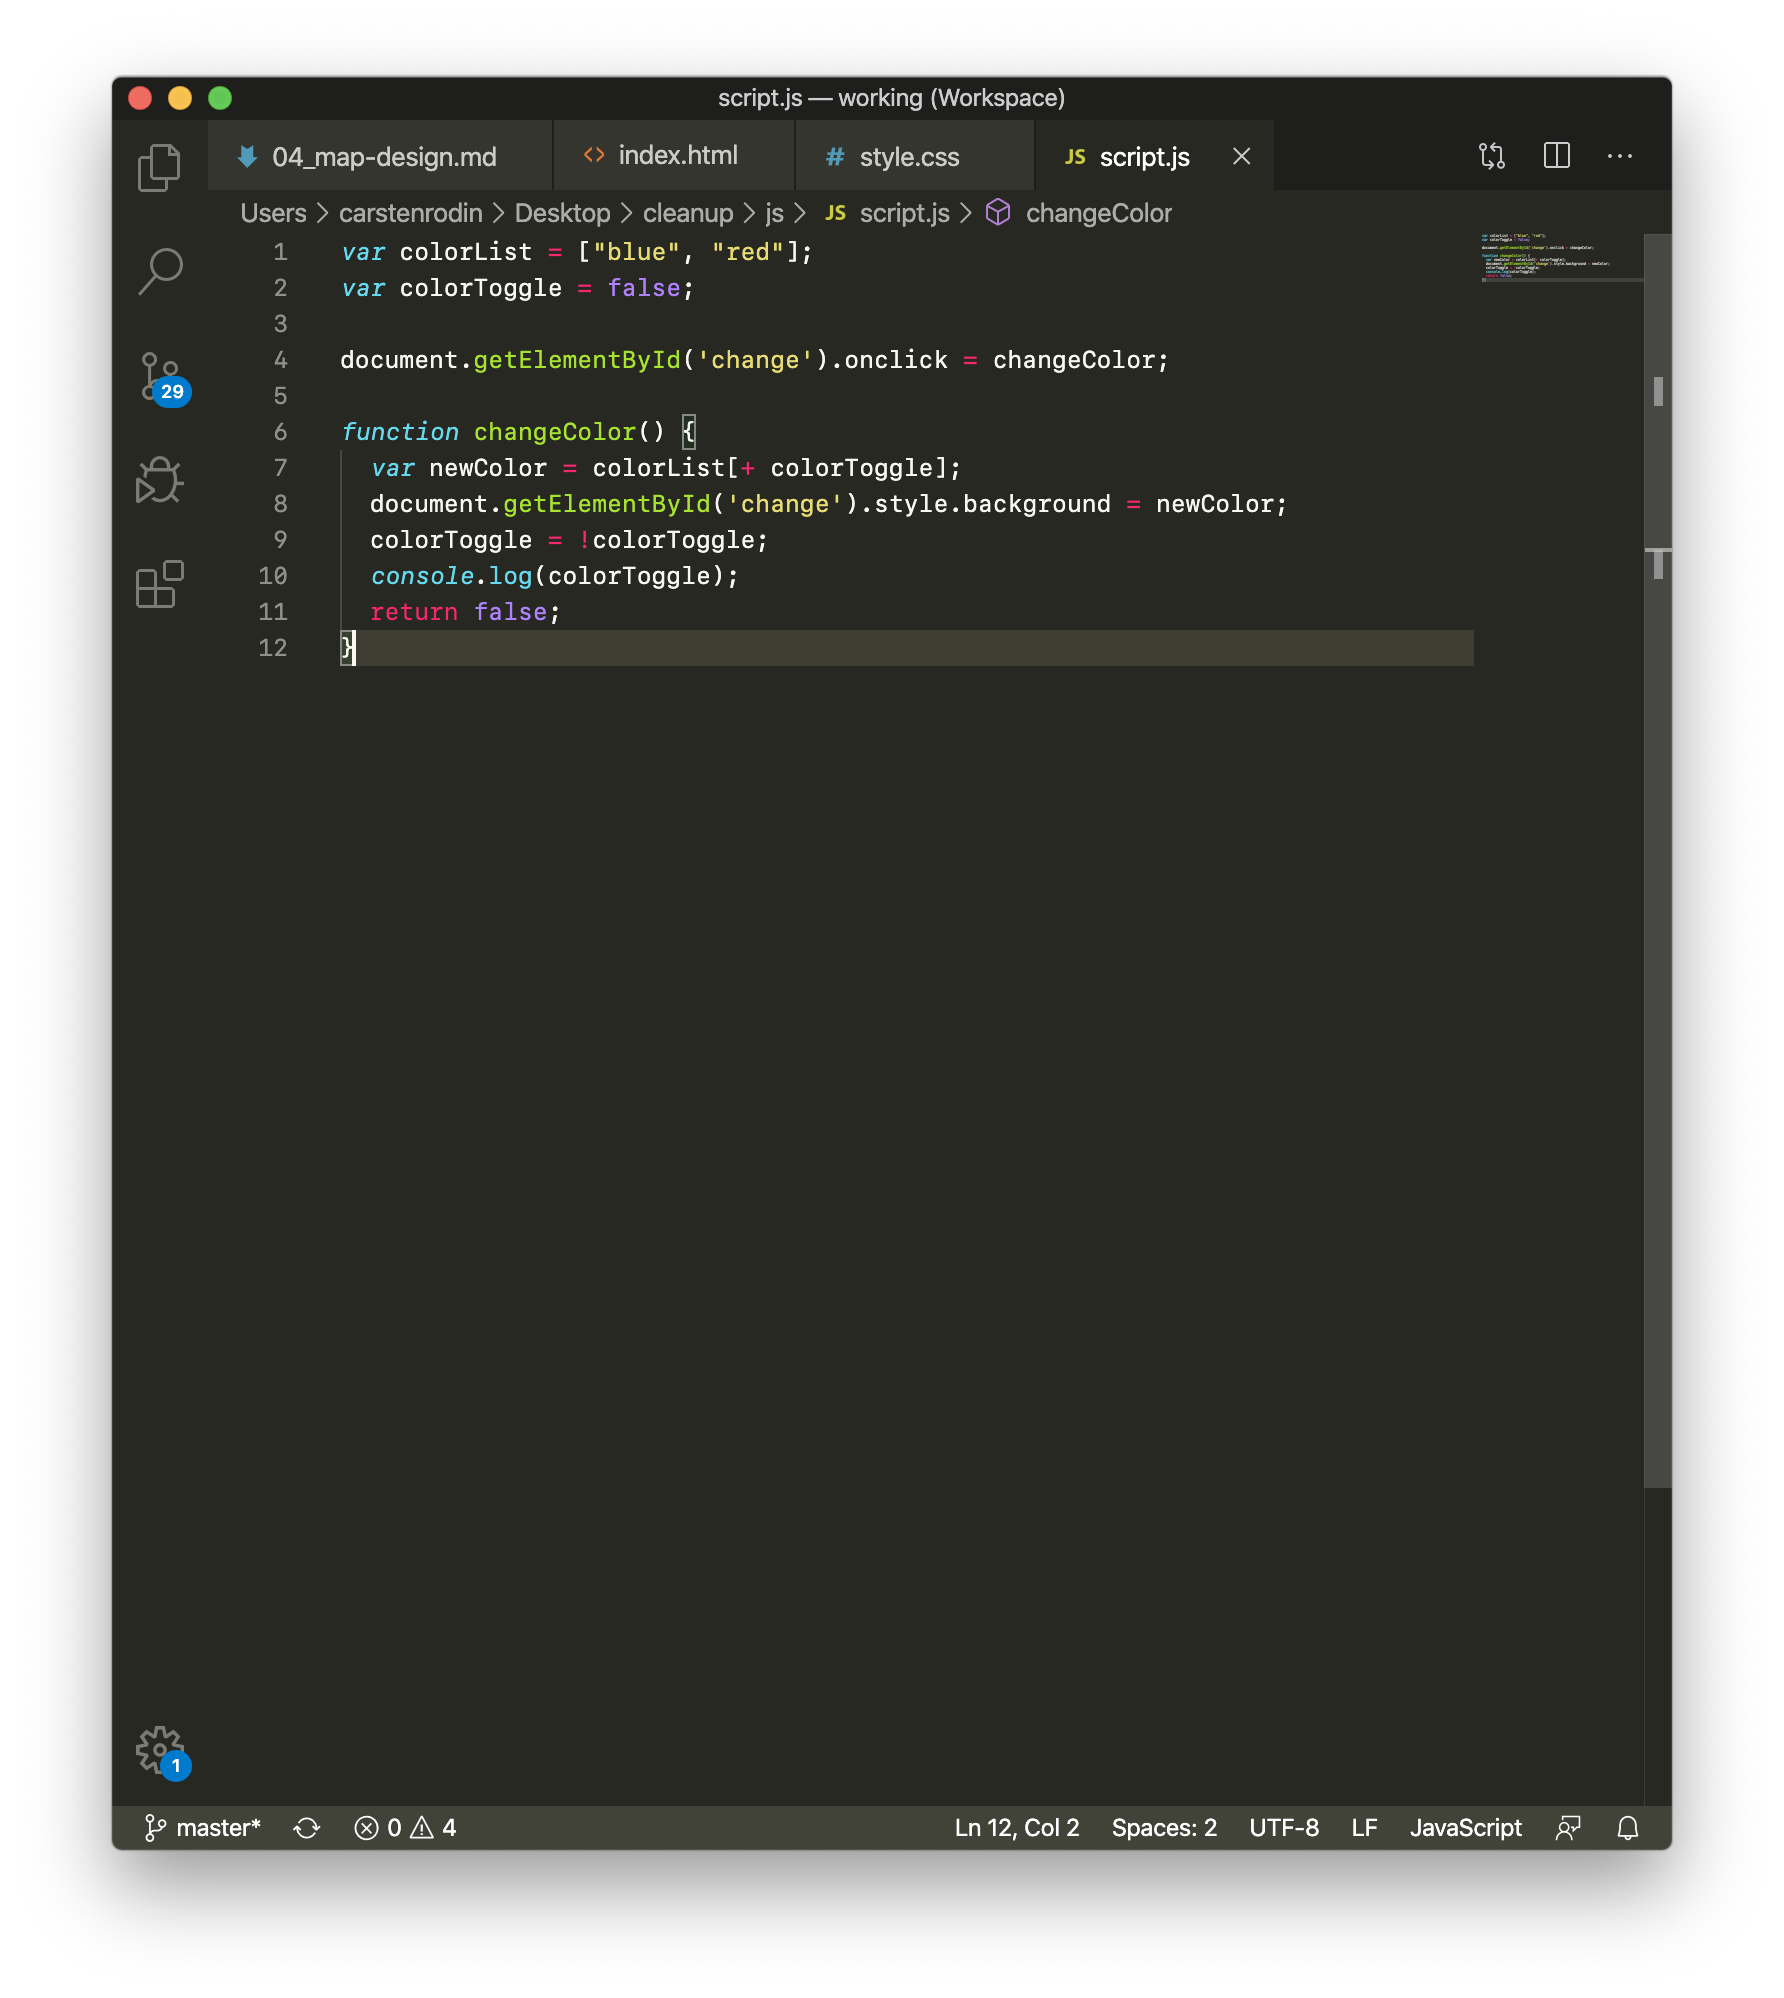 script.js — working (Workspace)
04_map-design.md
index.html
# style.css
JS script.js
Users > carstenrodin > Desktop > cleanup > js > JS script.js > changeColor
1 var colorList = ["blue", "red"];
2 var colorToggle = false;
3
4 document.getElementById('change').onclick = changeColor;
5
6 function changeColor() {
7 var newColor = colorList[+ colorToggle];
8 document.getElementById('change').style.background = newColor;
9 colorToggle = !colorToggle;
10 console.log(colorToggle);
11 return false;
12 }
29
1
master* 0 4 Ln 12, Col 2 Spaces: 2 UTF-8 LF JavaScript